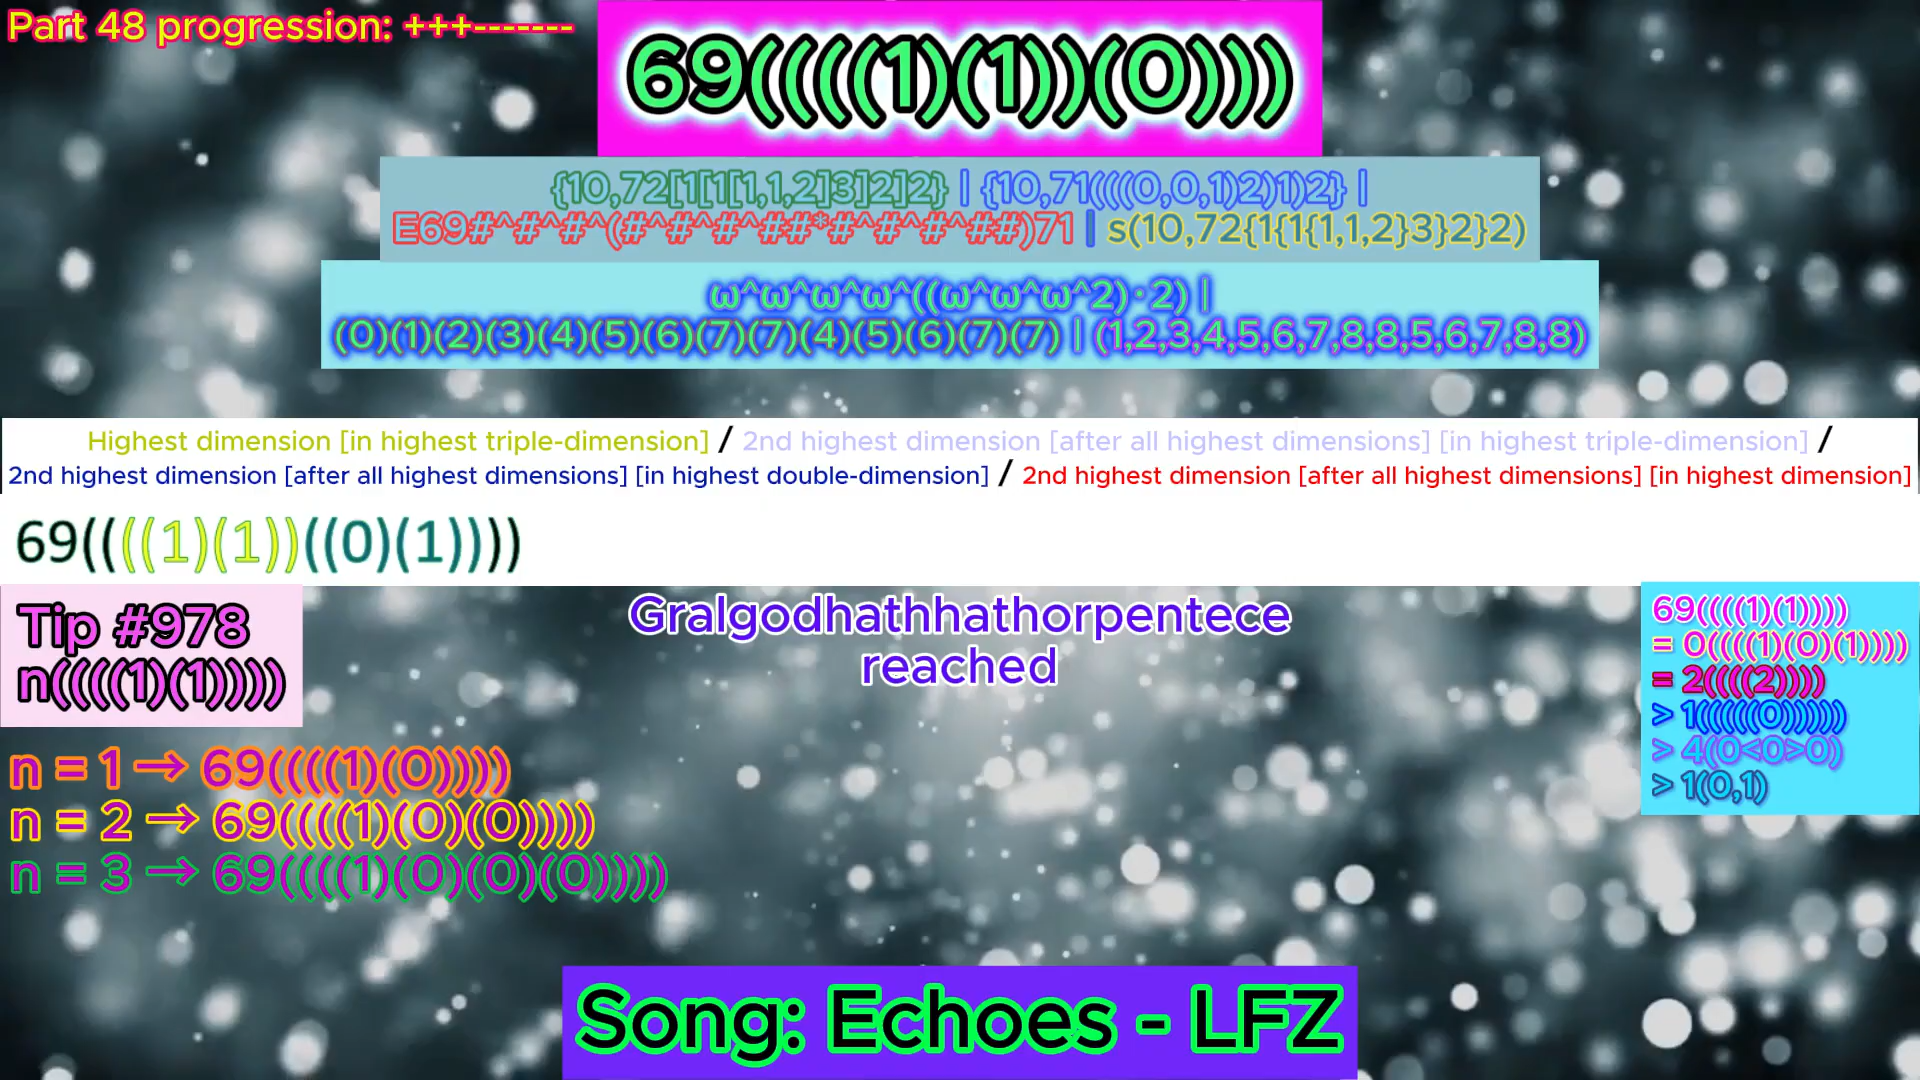 Part 48 progression: +++-------
69((((1)(1))(0)))
{10,72[1[1[1,1,2]3]2]2} | {10,71(((0,0,1)2)1)2} |
E69#^#^#^(#^#^#^##*#^#^#^##)71 | s(10,72{1{1{1,1,2}3}2}2)
ω^ω^ω^ω^((ω^ω^ω^2)·2) |
(0)(1)(2)(3)(4)(5)(6)(7)(7)(4)(5)(6)(7)(7) | (1,2,3,4,5,6,7,8,8,5,6,7,8,8)
Highest dimension [in highest triple-dimension] / 2nd highest dimension [after all highest dimensions] [in highest triple-dimension] /
2nd highest dimension [after all highest dimensions] [in highest double-dimension] / 2nd highest dimension [after all highest dimensions] [in highest dimension]
69((((1)(1))((0)(1))))
Tip #978
n((((1)(1))))
n = 1 → 69((((1)(0))))
n = 2 → 69((((1)(0)(0))))
n = 3 → 69((((1)(0)(0)(0))))
Gralgodhathhathorpentece
reached
69((((1)(1))))
= 0((((1)(0)(1))))
= 2((((2))))
> 1(((((0)))))
> 4(0<0>0)
> 1(0,1)
Song: Echoes - LFZ